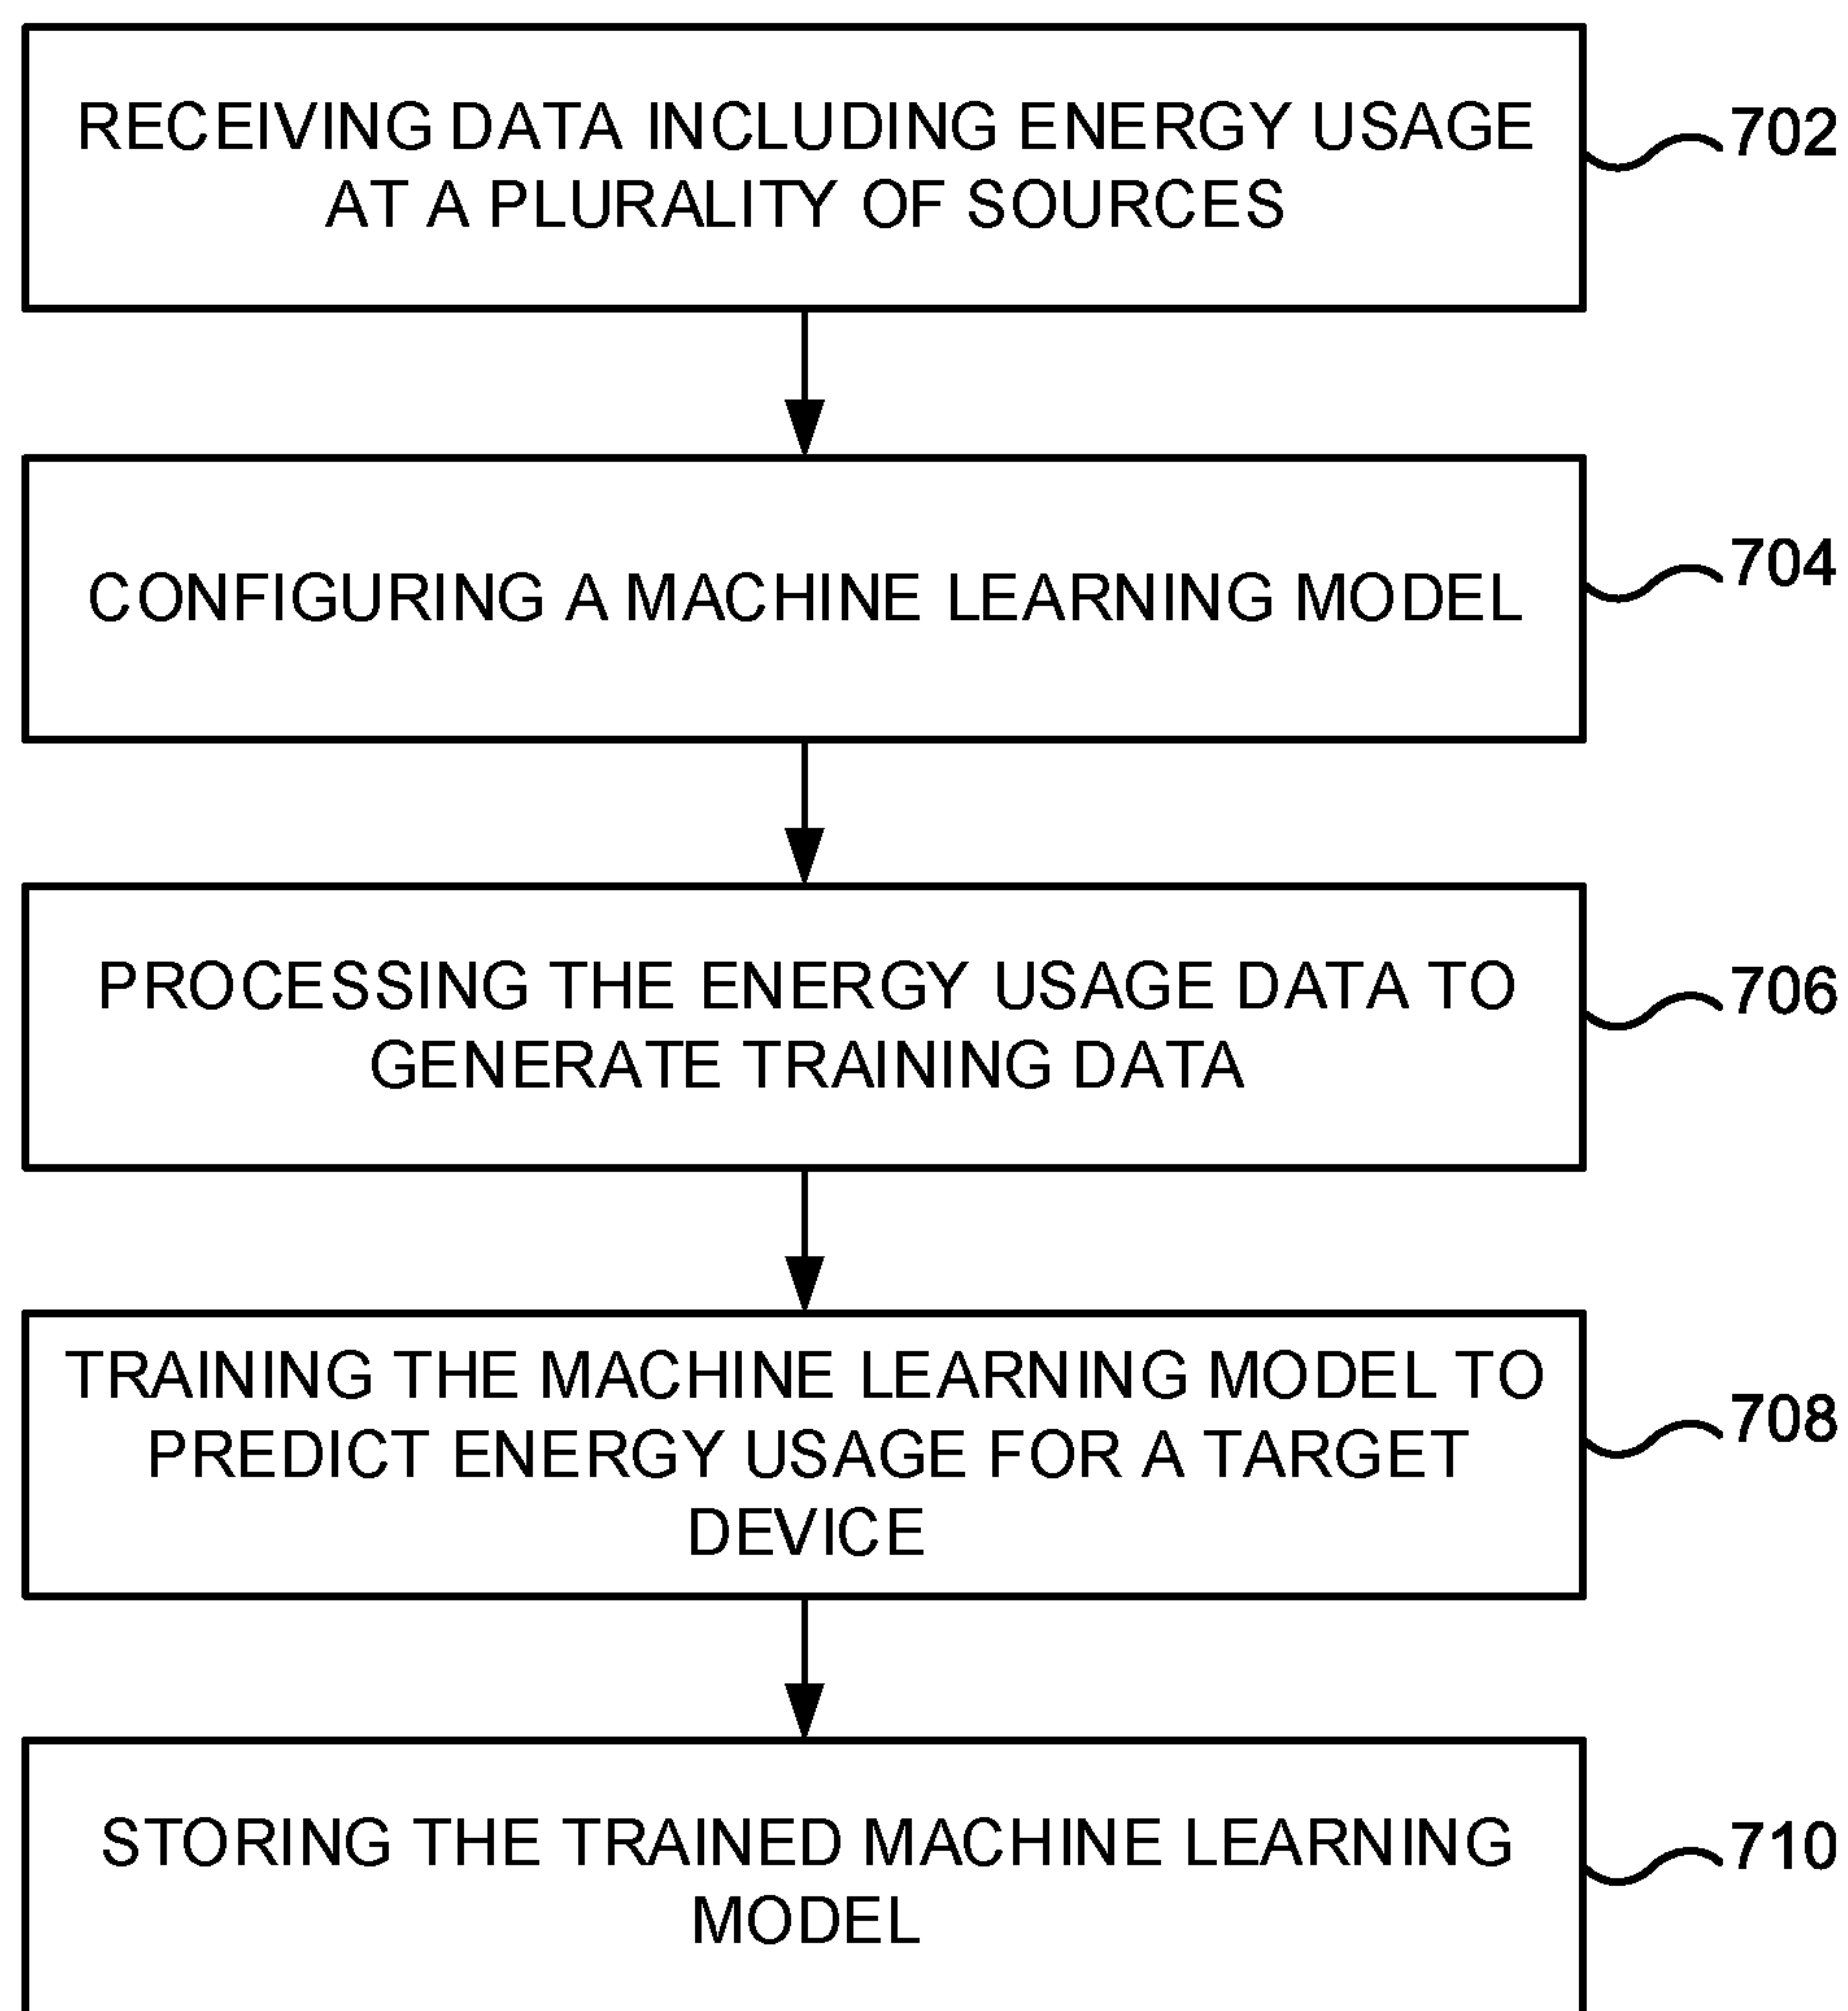 RECEIVING DATA INCLUDING ENERGY USAGE
AT A PLURALITY OF SOURCES
702
CONFIGURING A MACHINE LEARNING MODEL
704
PROCESSING THE ENERGY USAGE DATA TO
GENERATE TRAINING DATA
706
TRAINING THE MACHINE LEARNING MODEL TO
PREDICT ENERGY USAGE FOR A TARGET
DEVICE
708
STORING THE TRAINED MACHINE LEARNING
MODEL
710